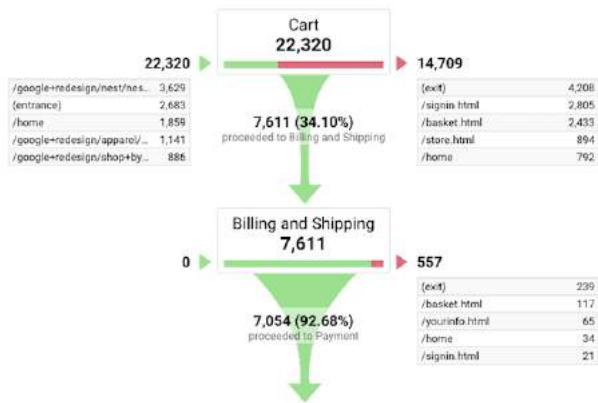 Cart
22,320
22,320
14,709
/google+redesign/nest/nes... 3,629
(entrance) 2,683
/home 1,859
/google+redesign/apparel/... 1,141
/google+redesign/shop+by... 886
(exit) 4,208
/signin.html 2,805
/basket.html 2,433
/store.html 894
/home 792
7,611 (34.10%)
proceeded to Billing and Shipping
Billing and Shipping
7,611
0
557
(exit) 239
/basket.html 117
/yourinfo.html 65
/home 34
/signin.html 21
7,054 (92.68%)
proceeded to Payment